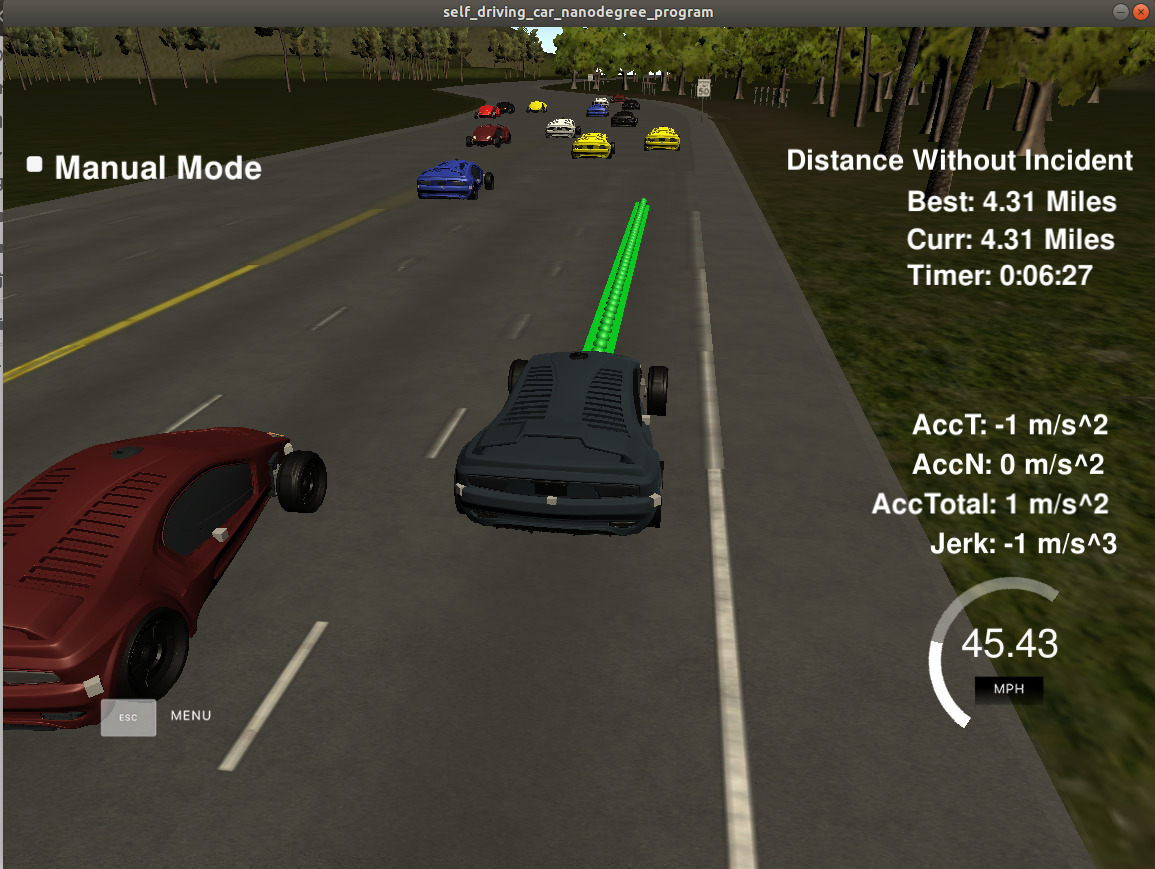 self_driving_car_nanodegree_program
50
Manual Mode
Distance Without Incident
Best: 4.31 Miles
Curr: 4.31 Miles
Timer: 0:06:27
AccT: -1 m/s^2
AccN: 0 m/s^2
AccTotal: 1 m/s^2
Jerk: -1 m/s^3
45.43
MPH
ESC
MENU